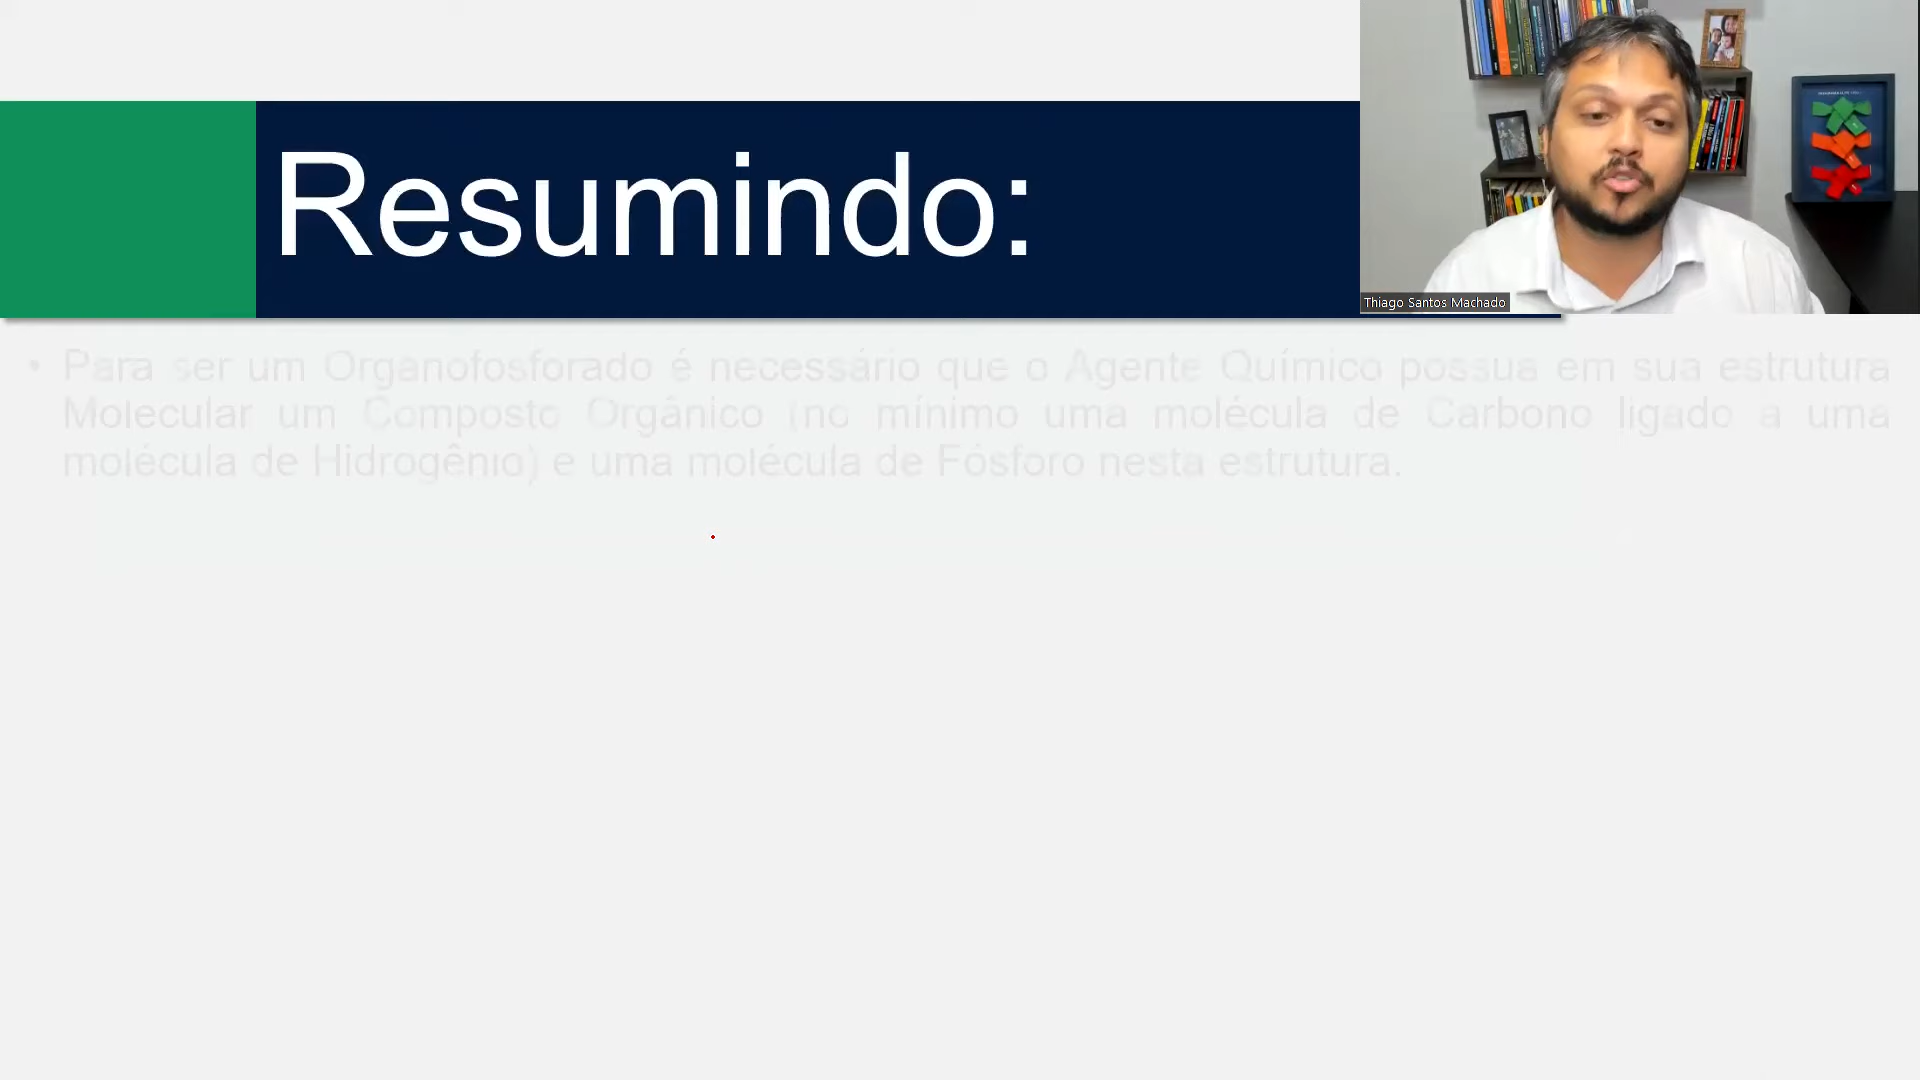 Resumindo:
Thiago Santos Machado
• Para ser um Organofosforado é necessário que o Agente Químico possua em sua estrutura
Molecular um Composto Orgânico (no mínimo uma molécula de Carbono ligado a uma
molécula de Hidrogênio) e uma molécula de Fósforo nesta estrutura.